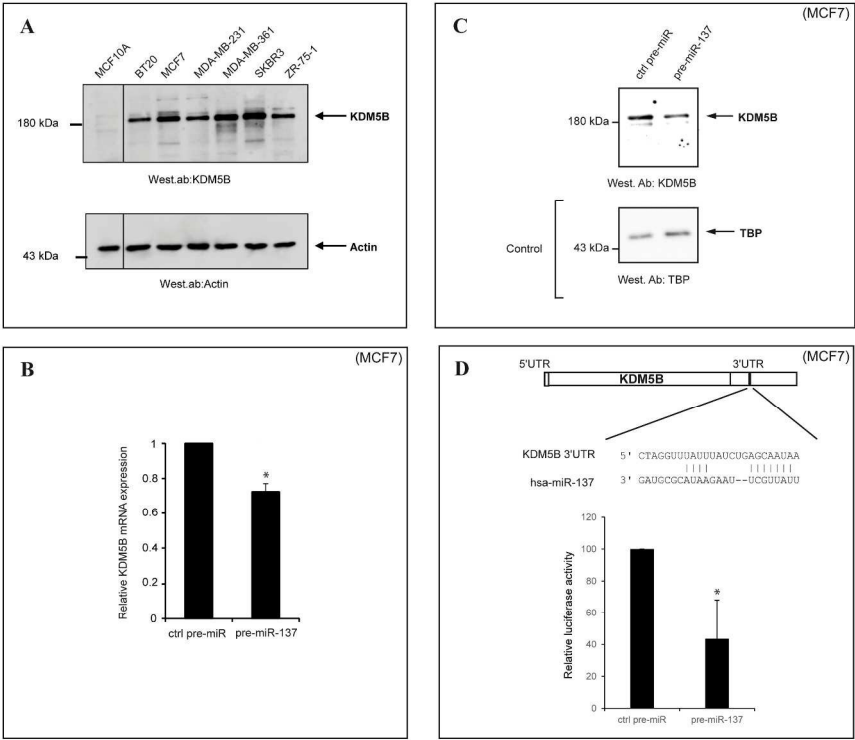 A
MCF10A
BT20
MCF7
MDA-MB-231
MDA-MB-361
SKBR3
ZR-75-1
180 kDa
KDM5B
West.ab:KDM5B
43 kDa
Actin
West.ab:Actin
B
(MCF7)
Relative KDM5B mRNA expression
1
0.8
0.6
0.4
0.2
0
*
ctrl pre-miR
pre-miR-137
C
(MCF7)
ctrl pre-miR
pre-miR-137
180 kDa
KDM5B
West. Ab: KDM5B
Control
43 kDa
TBP
West. Ab: TBP
D
(MCF7)
5'UTR
3'UTR
KDM5B
KDM5B 3'UTR 5' CTAGGUUUAUUUAUCUGAGCAAUAA
hsa-miR-137 3' GAUGCGCAUAAGAAU--UCGUUAUU
Relative luciferase activity
120
100
80
60
40
20
0
*
ctrl pre-miR
pre-miR-137